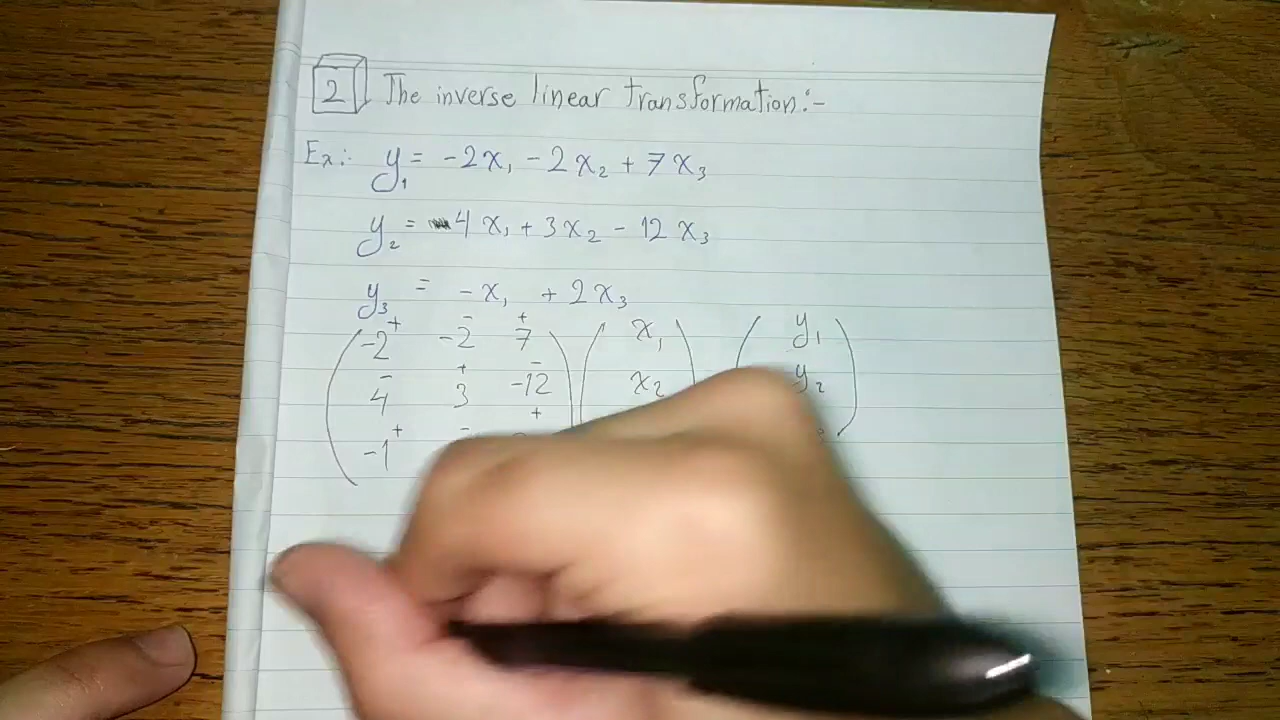 2 The inverse linear transformation:-
Ex:- y₁ = -2x₁ - 2x₂ + 7x₃
y₂ = 4x₁ + 3x₂ - 12x₃
y₃ = -x₁ + 2x₃
+ - +
-2 -2 7 x₁ y₁
- + -
4 3 -12 x₂ y₂
+ - +
-1